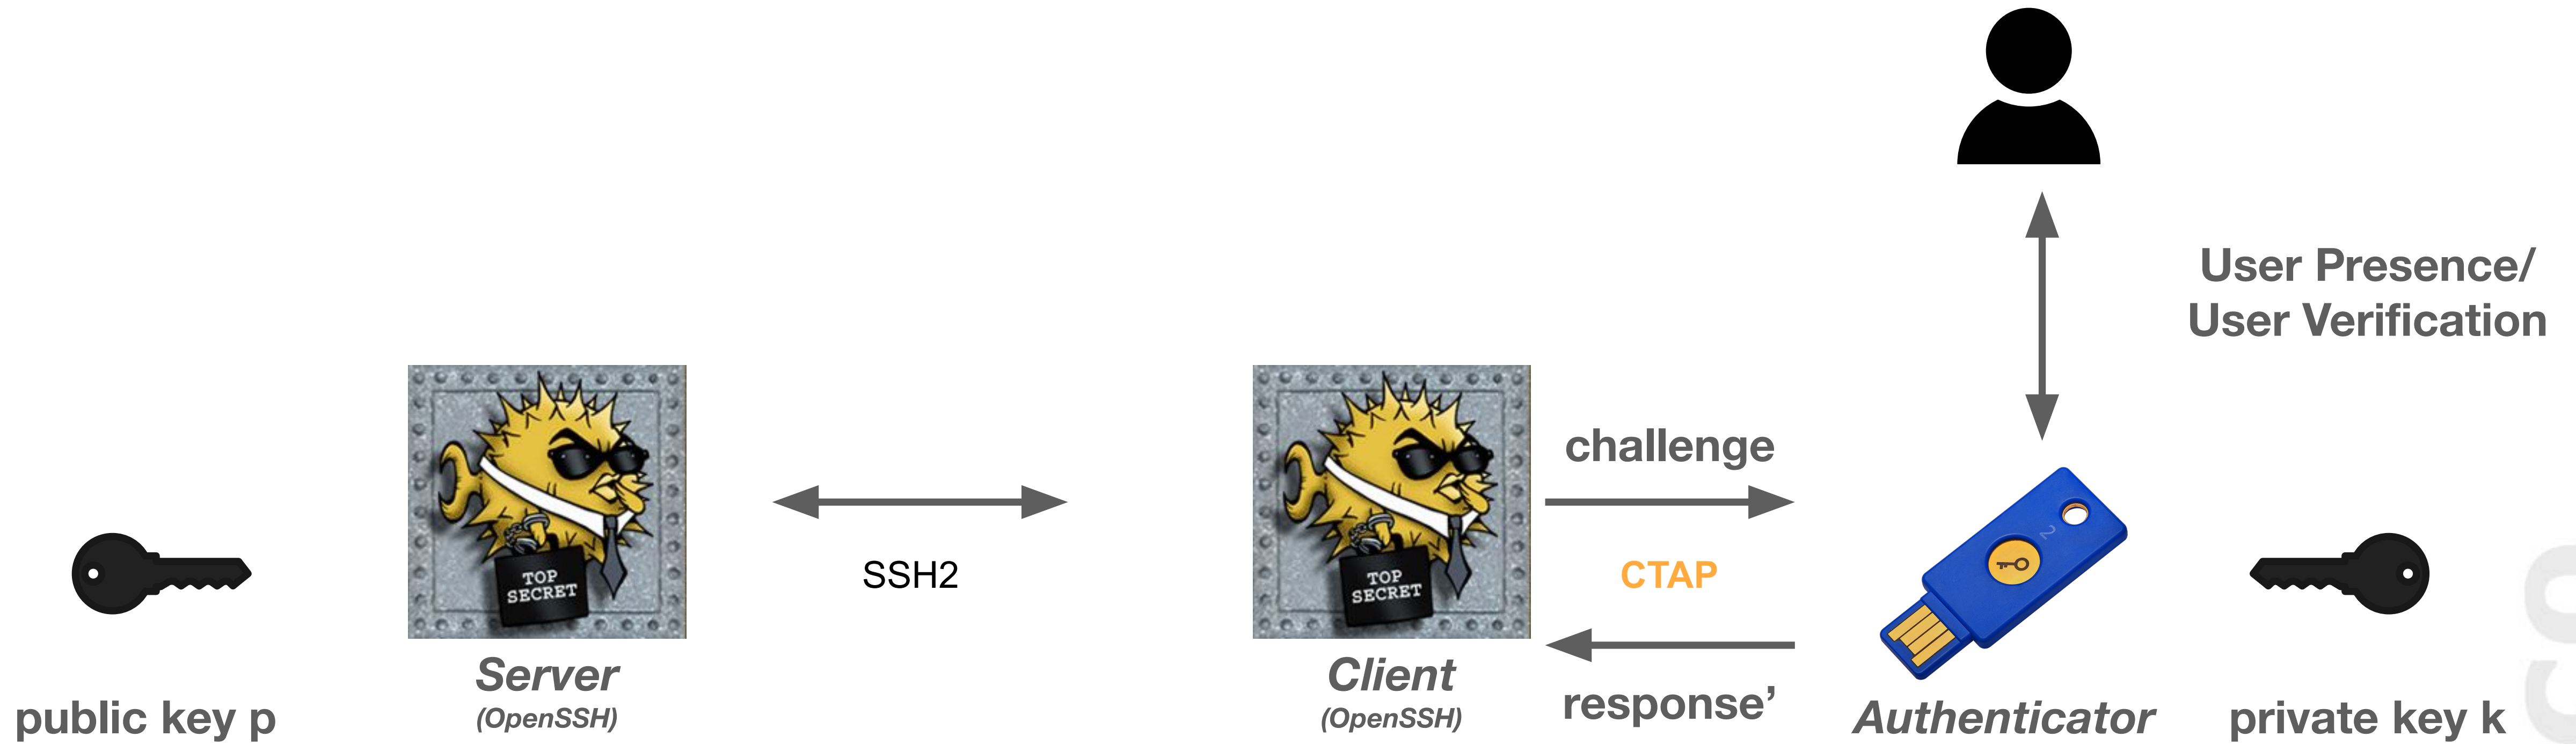 User Presence/
User Verification
challenge
SSH2
CTAP
TOP
SECRET
TOP
SECRET
2
Server
(OpenSSH)
Client
(OpenSSH)
response’
public key p
Authenticator
private key k